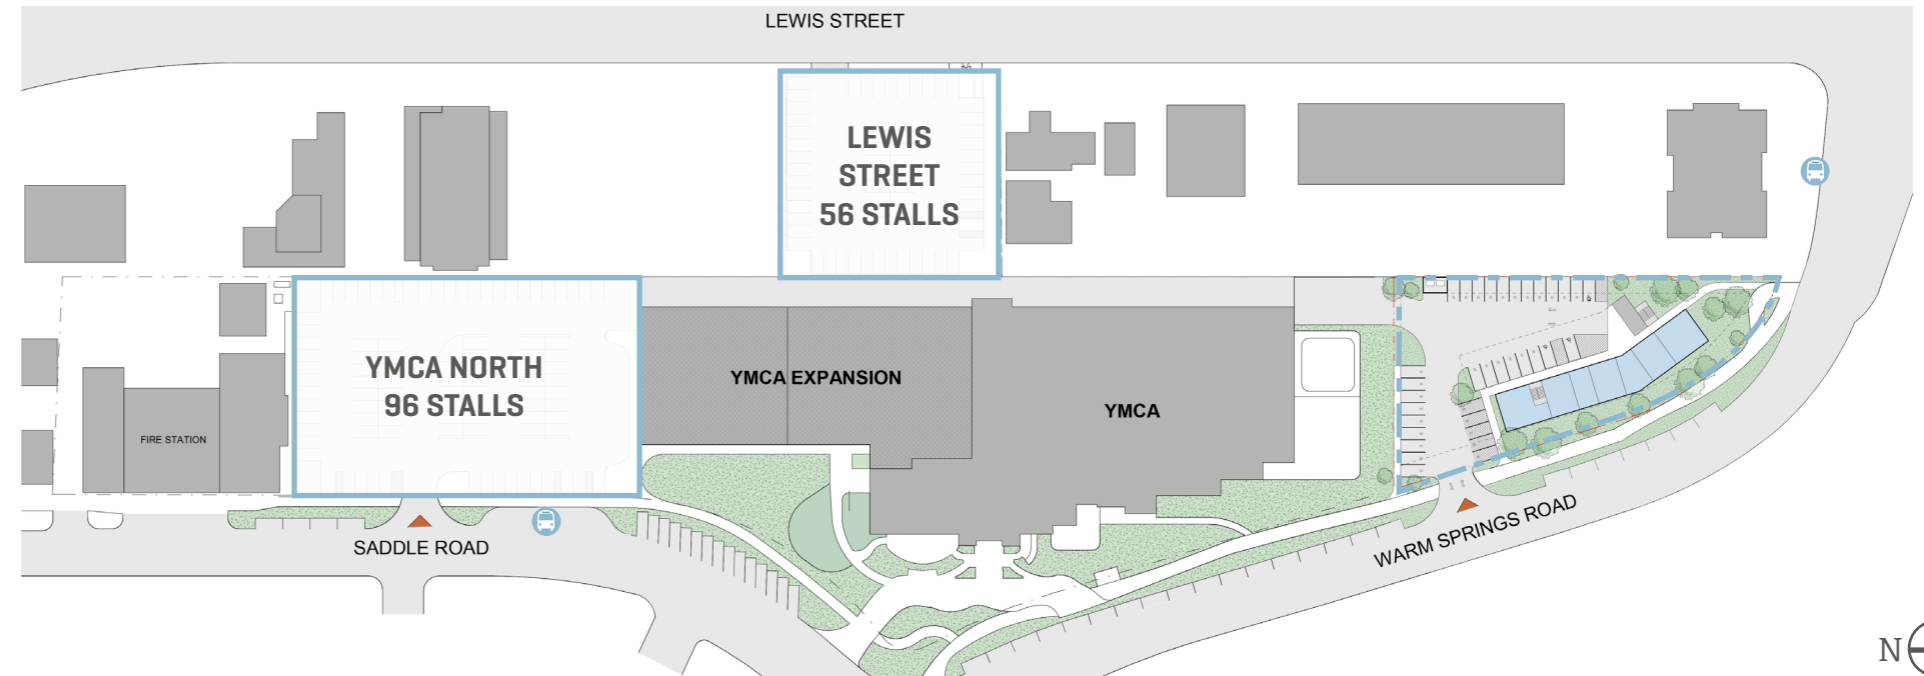 LEWIS STREET
LEWIS
STREET
56 STALLS
YMCA NORTH
96 STALLS
YMCA EXPANSION
YMCA
FIRE STATION
SADDLE ROAD
WARM SPRINGS ROAD
N